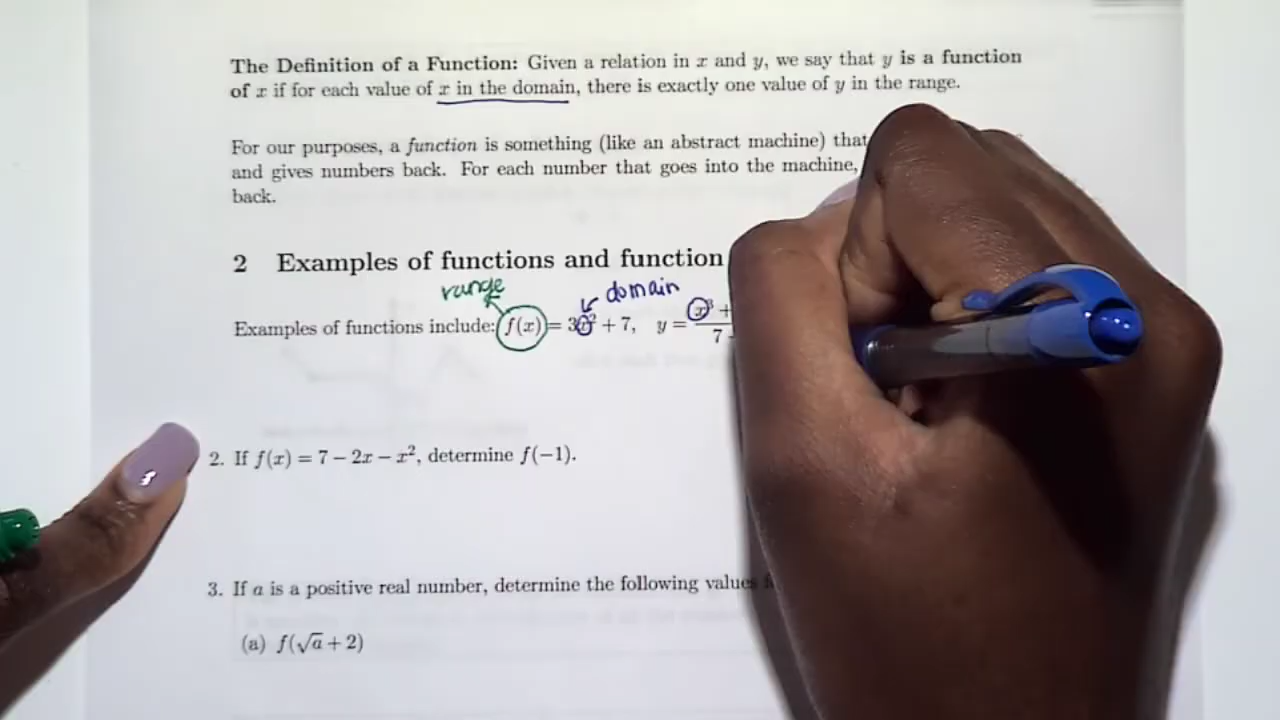 The Definition of a Function: Given a relation in x and y, we say that y is a function
of x if for each value of x in the domain, there is exactly one value of y in the range.
For our purposes, a function is something (like an abstract machine) that
and gives numbers back. For each number that goes into the machine,
back.
2 Examples of functions and function
range domain
Examples of functions include: f(x) = 3x² + 7, y = x³ + / 7
2. If f(x) = 7 − 2x − x², determine f(−1).
3. If a is a positive real number, determine the following values
(a) f(√a + 2)